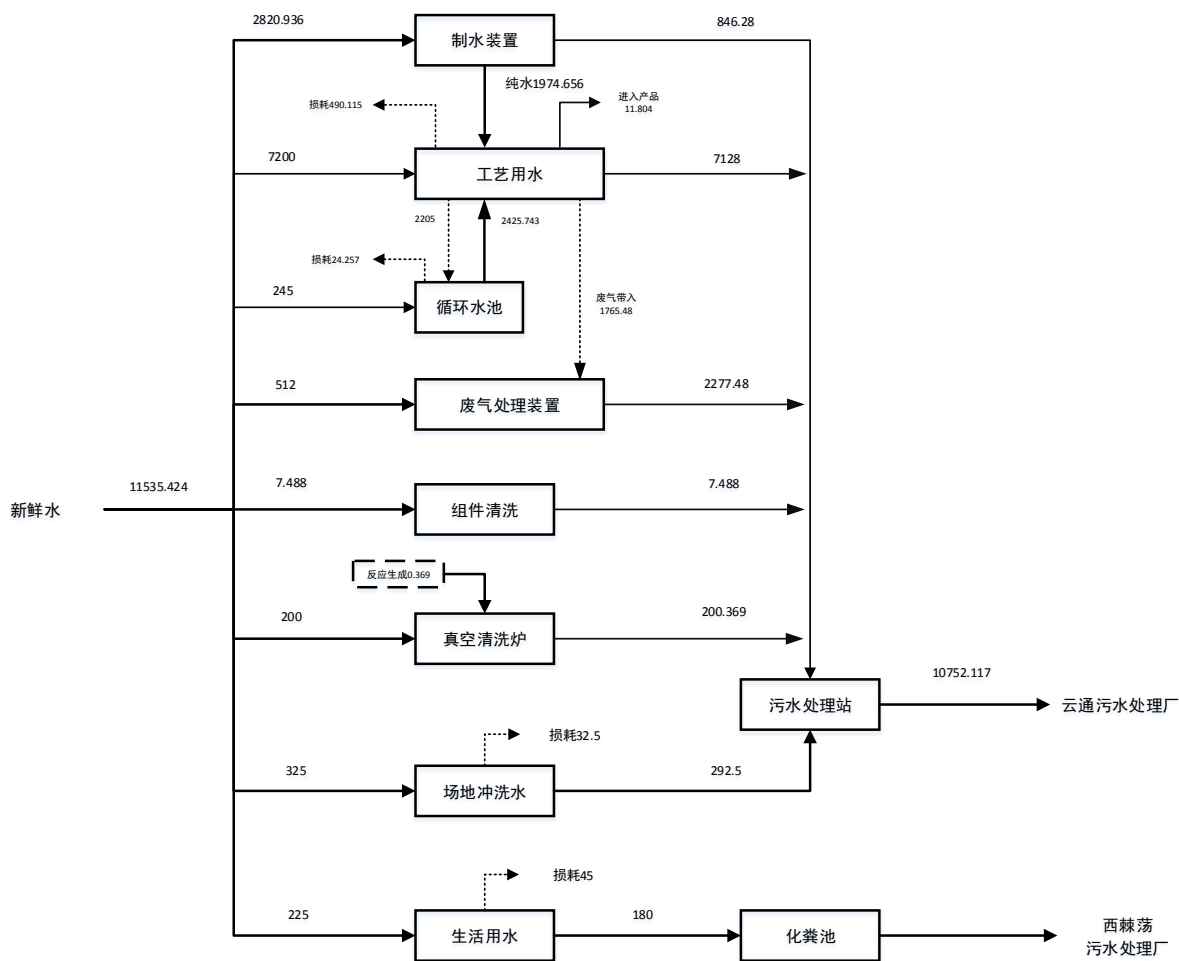 2820.936
制水装置
846.28
纯水1974.656
损耗490.115
进入产品
11.804
7200
工艺用水
7128
2205
2425.743
损耗24.257
245
循环水池
废气带入
1765.48
512
废气处理装置
2277.48
新鲜水
11535.424
7.488
组件清洗
7.488
反应生成0.369
200
真空清洗炉
200.369
污水处理站
10752.117
云通污水处理厂
损耗32.5
325
场地冲洗水
292.5
损耗45
225
生活用水
180
化粪池
西棘荡
污水处理厂